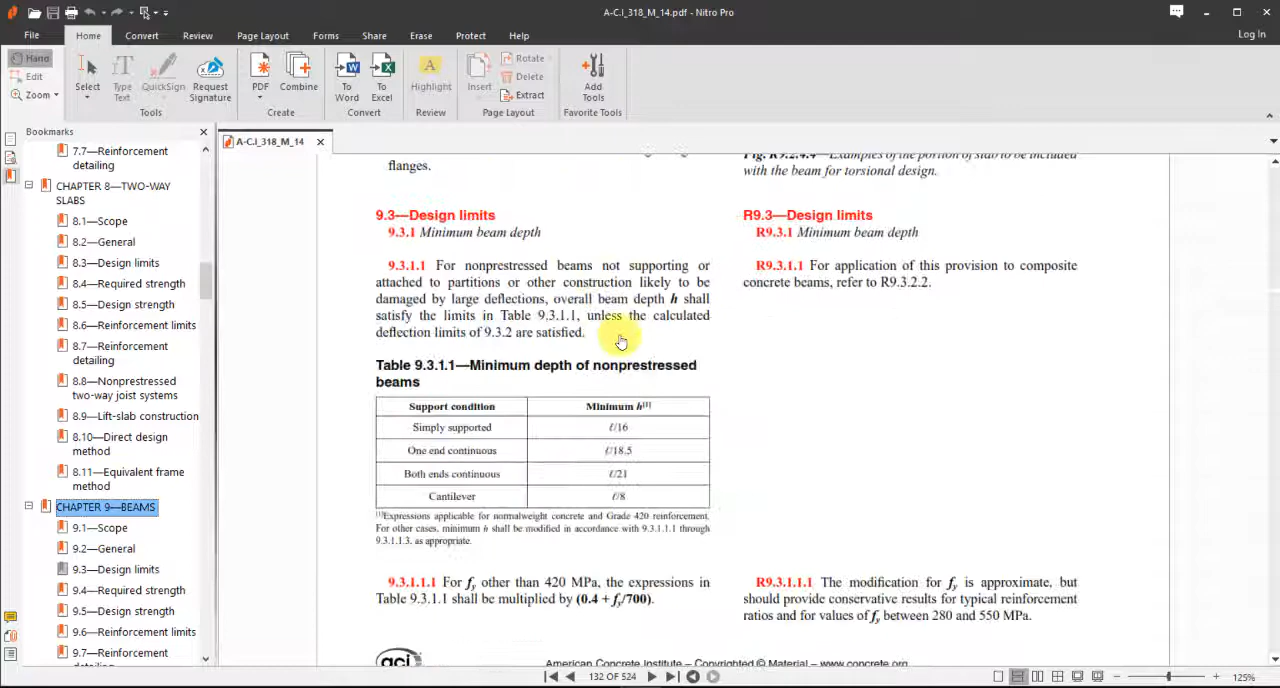 A-C.I_318_M_14.pdf - Nitro Pro
File Home Convert Review Page Layout Forms Share Erase Protect Help Log In
Hand
Edit
Zoom
Select
Type Text
QuickSign
Request Signature
Tools
PDF
Combine
Create
To Word
To Excel
Convert
Highlight
Review
Insert
Rotate
Delete
Extract
Page Layout
Add Tools
Favorite Tools
Bookmarks
A-C.I_318_M_14
7.7—Reinforcement
detailing
CHAPTER 8—TWO-WAY
SLABS
8.1—Scope
8.2—General
8.3—Design limits
8.4—Required strength
8.5—Design strength
8.6—Reinforcement limits
8.7—Reinforcement
detailing
8.8—Nonprestressed
two-way joist systems
8.9—Lift-slab construction
8.10—Direct design
method
8.11—Equivalent frame
method
CHAPTER 9—BEAMS
9.1—Scope
9.2—General
9.3—Design limits
9.4—Required strength
9.5—Design strength
9.6—Reinforcement limits
9.7—Reinforcement
flanges.
9.3—Design limits
9.3.1 Minimum beam depth
9.3.1.1 For nonprestressed beams not supporting or
attached to partitions or other construction likely to be
damaged by large deflections, overall beam depth h shall
satisfy the limits in Table 9.3.1.1, unless the calculated
deflection limits of 9.3.2 are satisfied.
Table 9.3.1.1—Minimum depth of nonprestressed
beams
Support condition Minimum h[1]
Simply supported ℓ/16
One end continuous ℓ/18.5
Both ends continuous ℓ/21
Cantilever ℓ/8
[1]Expressions applicable for normalweight concrete and Grade 420 reinforcement.
For other cases, minimum h shall be modified in accordance with 9.3.1.1.1 through
9.3.1.1.3, as appropriate.
9.3.1.1.1 For fy other than 420 MPa, the expressions in
Table 9.3.1.1 shall be multiplied by (0.4 + fy/700).
Fig. R9.2.4.4—Examples of the portion of slab to be included
with the beam for torsional design.
R9.3—Design limits
R9.3.1 Minimum beam depth
R9.3.1.1 For application of this provision to composite
concrete beams, refer to R9.3.2.2.
R9.3.1.1.1 The modification for fy is approximate, but
should provide conservative results for typical reinforcement
ratios and for values of fy between 280 and 550 MPa.
aci
American Concrete Institute – Copyrighted © Material – www.concrete.org
132 OF 524
125%